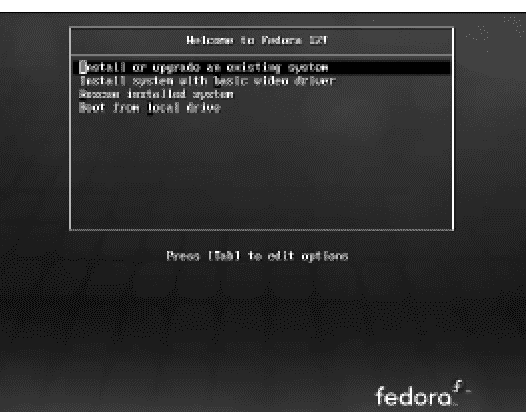 Welcome to Fedora 12!
Install or upgrade an existing system
Install system with basic video driver
Rescue installed system
Boot from local drive
Press [Tab] to edit options
fedora